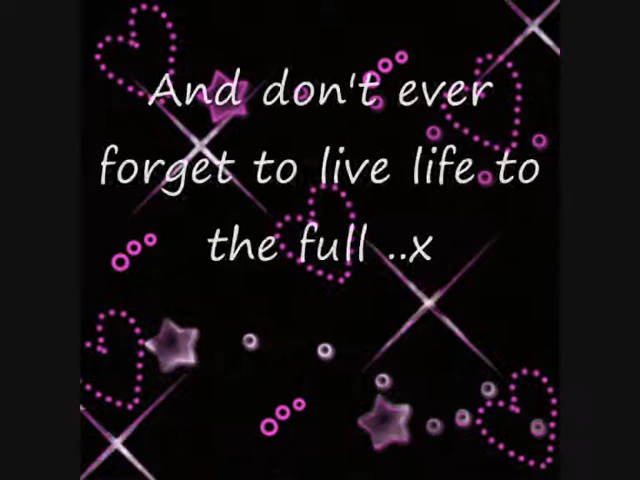 And don't ever
forget to live life to
the full ..x